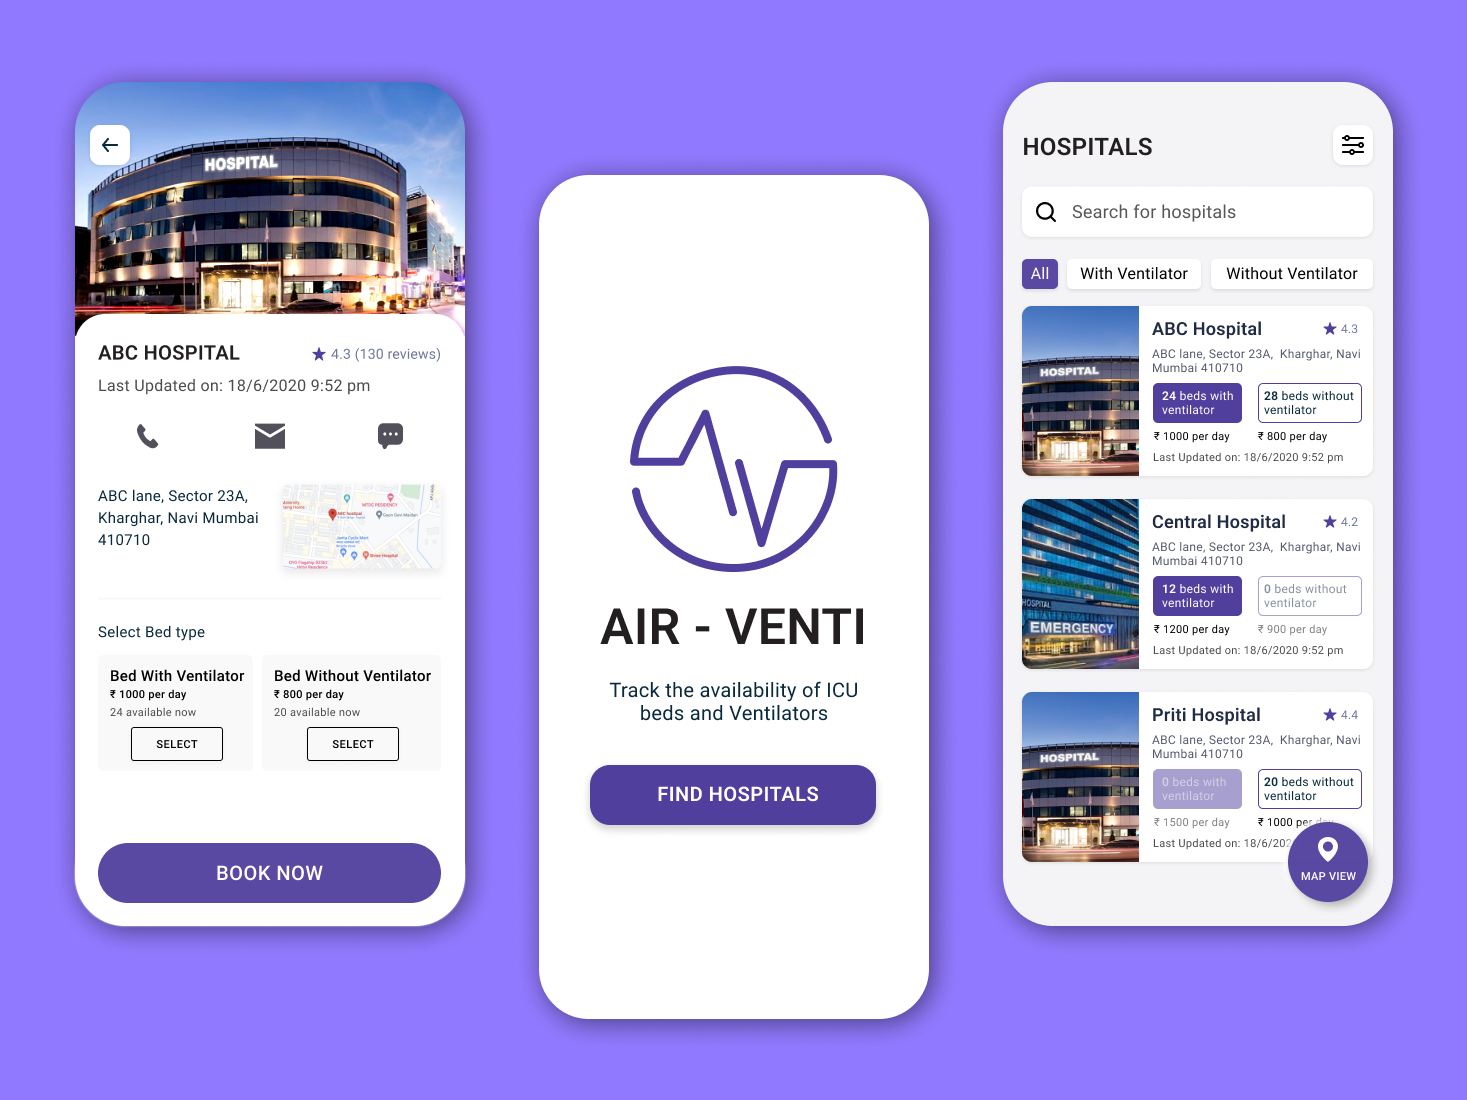 HOSPITAL
ABC HOSPITAL
4.3 (130 reviews)
Last Updated on: 18/6/2020 9:52 pm
ABC lane, Sector 23A,
Kharghar, Navi Mumbai
410710
WTDC RESIDENCY
ABC hospital
Shree Hospital
Select Bed type
Bed With Ventilator
₹ 1000 per day
24 available now
SELECT
Bed Without Ventilator
₹ 800 per day
20 available now
SELECT
BOOK NOW
AIR - VENTI
Track the availability of ICU
beds and Ventilators
FIND HOSPITALS
HOSPITALS
Search for hospitals
All
With Ventilator
Without Ventilator
HOSPITAL
ABC Hospital
4.3
ABC lane, Sector 23A, Kharghar, Navi
Mumbai 410710
24 beds with
ventilator
28 beds without
ventilator
₹ 1000 per day
₹ 800 per day
Last Updated on: 18/6/2020 9:52 pm
HOSPITAL
EMERGENCY
Central Hospital
4.2
ABC lane, Sector 23A, Kharghar, Navi
Mumbai 410710
12 beds with
ventilator
0 beds without
ventilator
₹ 1200 per day
₹ 900 per day
Last Updated on: 18/6/2020 9:52 pm
HOSPITAL
Priti Hospital
4.4
ABC lane, Sector 23A, Kharghar, Navi
Mumbai 410710
0 beds with
ventilator
20 beds without
ventilator
₹ 1500 per day
₹ 1000 per day
Last Updated on: 18/6/202
MAP VIEW